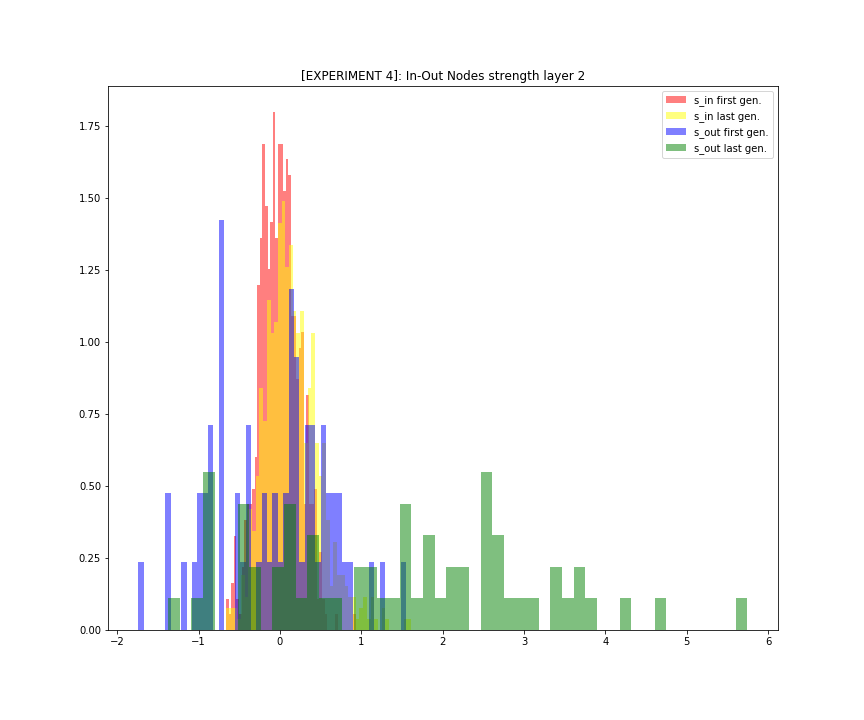 [EXPERIMENT 4]: In-Out Nodes strength layer 2
s_in first gen.
s_in last gen.
s_out first gen.
s_out last gen.
1.75
1.50
1.25
1.00
0.75
0.50
0.25
0.00
−2 −1 0 1 2 3 4 5 6